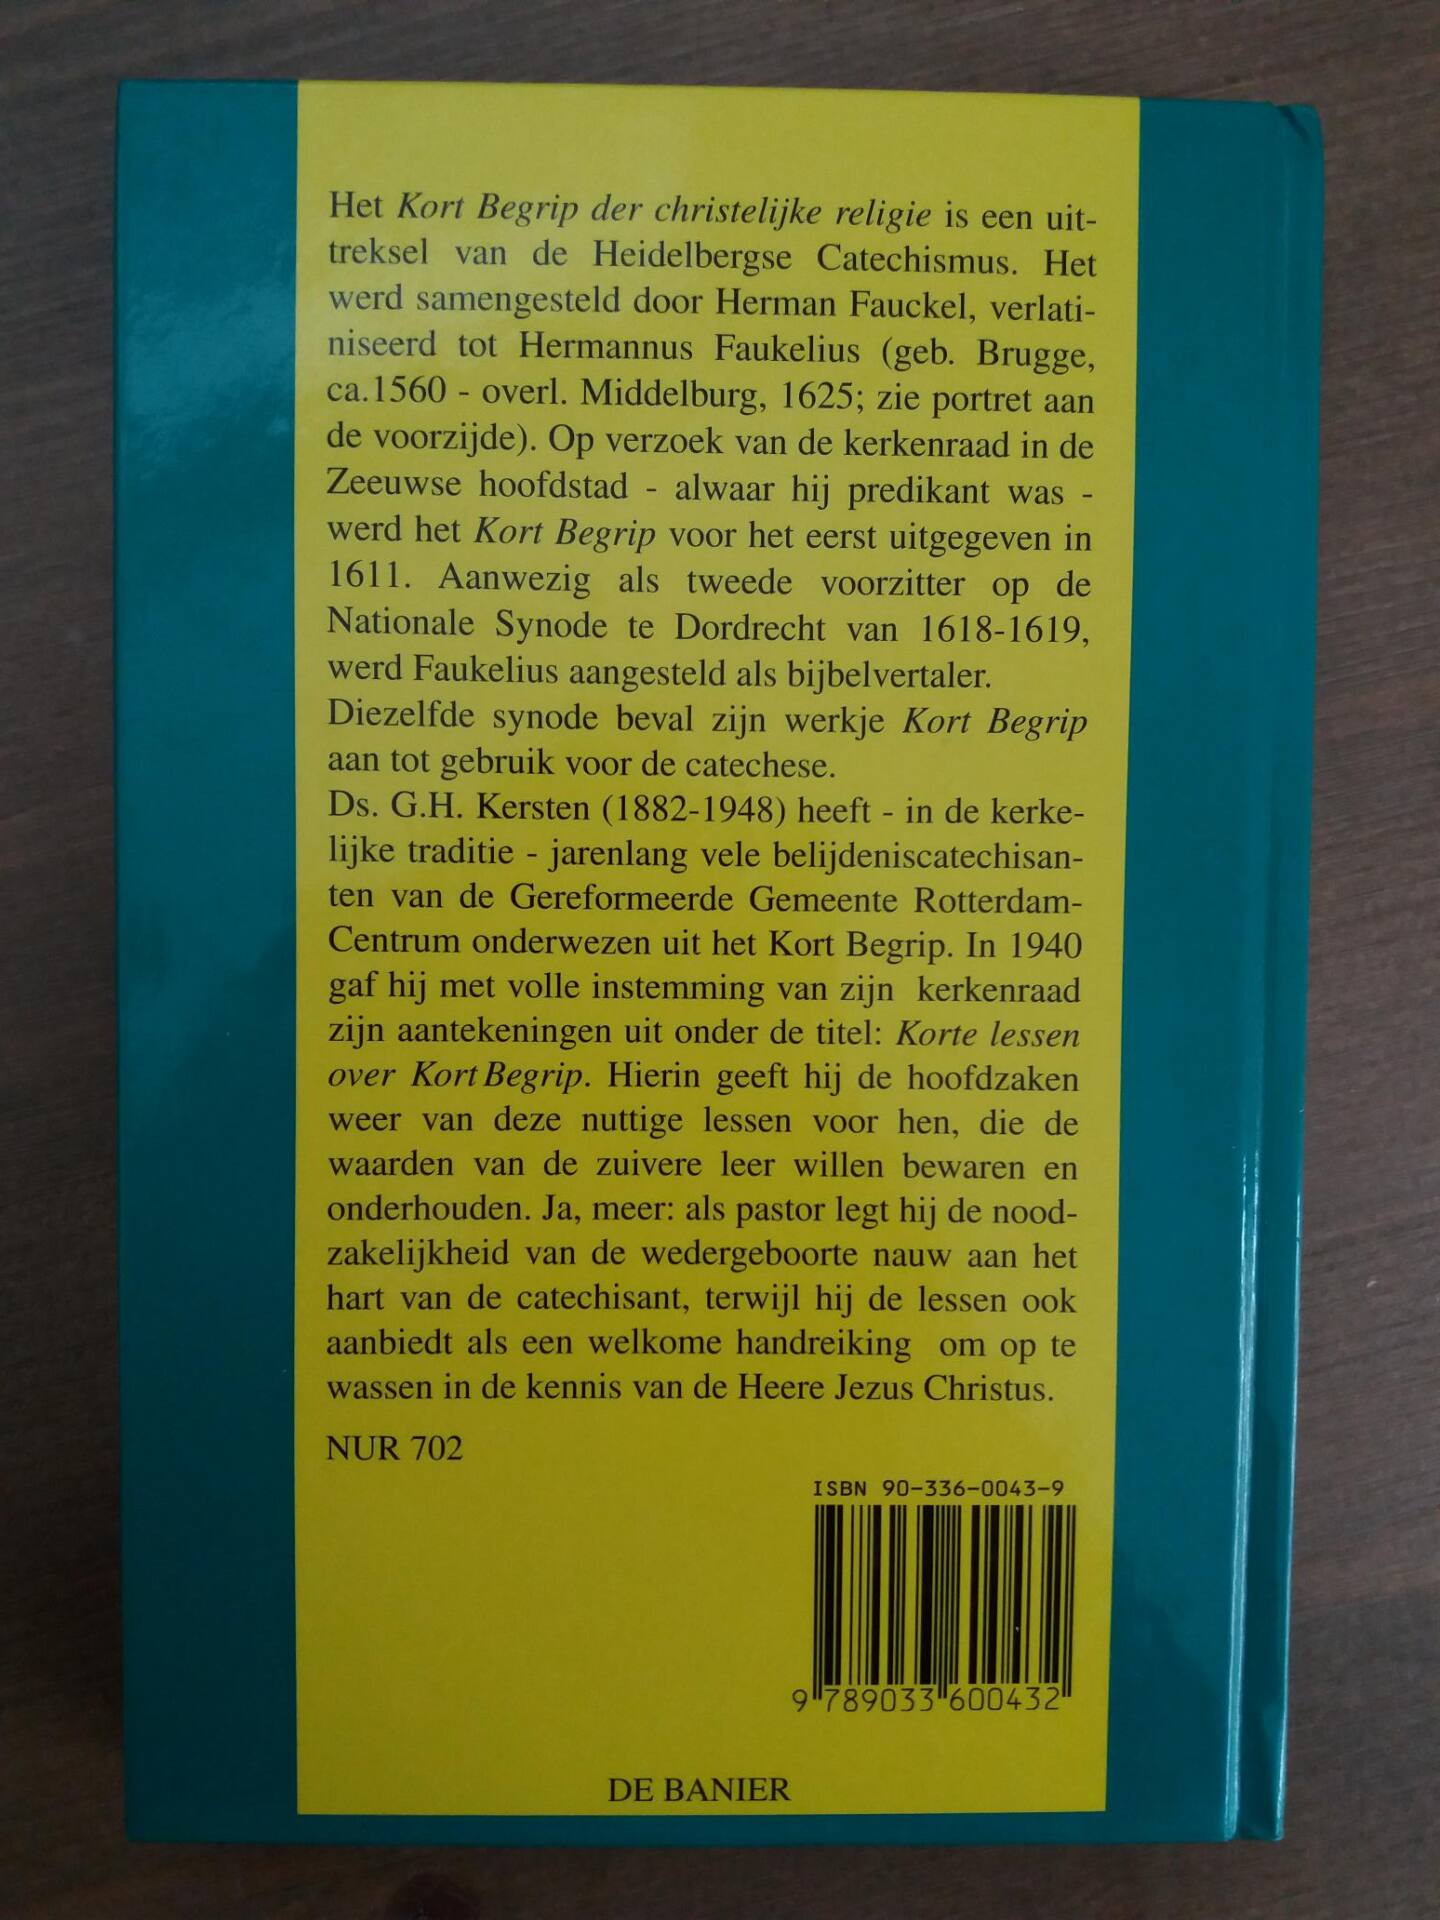 Het Kort Begrip der christelijke religie is een uit-
treksel van de Heidelbergse Catechismus. Het
werd samengesteld door Herman Fauckel, verlati-
niseerd tot Hermannus Faukelius (geb. Brugge,
ca.1560 - overl. Middelburg, 1625; zie portret aan
de voorzijde). Op verzoek van de kerkenraad in de
Zeeuwse hoofdstad - alwaar hij predikant was -
werd het Kort Begrip voor het eerst uitgegeven in
1611. Aanwezig als tweede voorzitter op de
Nationale Synode te Dordrecht van 1618-1619,
werd Faukelius aangesteld als bijbelvertaler.
Diezelfde synode beval zijn werkje Kort Begrip
aan tot gebruik voor de catechese.
Ds. G.H. Kersten (1882-1948) heeft - in de kerke-
lijke traditie - jarenlang vele belijdeniscatechisan-
ten van de Gereformeerde Gemeente Rotterdam-
Centrum onderwezen uit het Kort Begrip. In 1940
gaf hij met volle instemming van zijn kerkenraad
zijn aantekeningen uit onder de titel: Korte lessen
over Kort Begrip. Hierin geeft hij de hoofdzaken
weer van deze nuttige lessen voor hen, die de
waarden van de zuivere leer willen bewaren en
onderhouden. Ja, meer: als pastor legt hij de nood-
zakelijkheid van de wedergeboorte nauw aan het
hart van de catechisant, terwijl hij de lessen ook
aanbiedt als een welkome handreiking om op te
wassen in de kennis van de Heere Jezus Christus.
NUR 702
ISBN 90-336-0043-9
9 789033 600432
DE BANIER